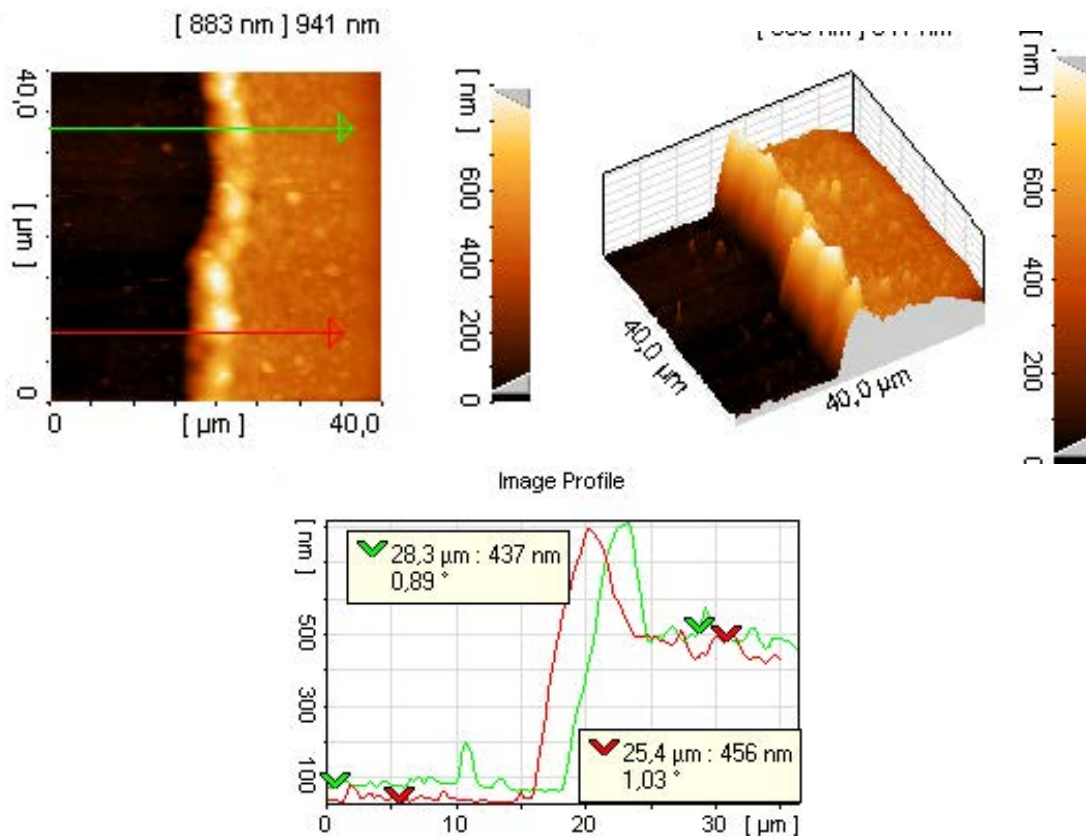 [ 883 nm ] 941 nm
40,0
[ µm ]
0
0
[ µm ]
40,0
[ nm ]
600
400
200
0
40,0 µm
40,0 µm
600
400
200
0
Image Profile
[ nm ]
500
300
100
28,3 µm : 437 nm
0,89 °
25,4 µm : 456 nm
1,03 °
0
10
20
30
[ µm ]